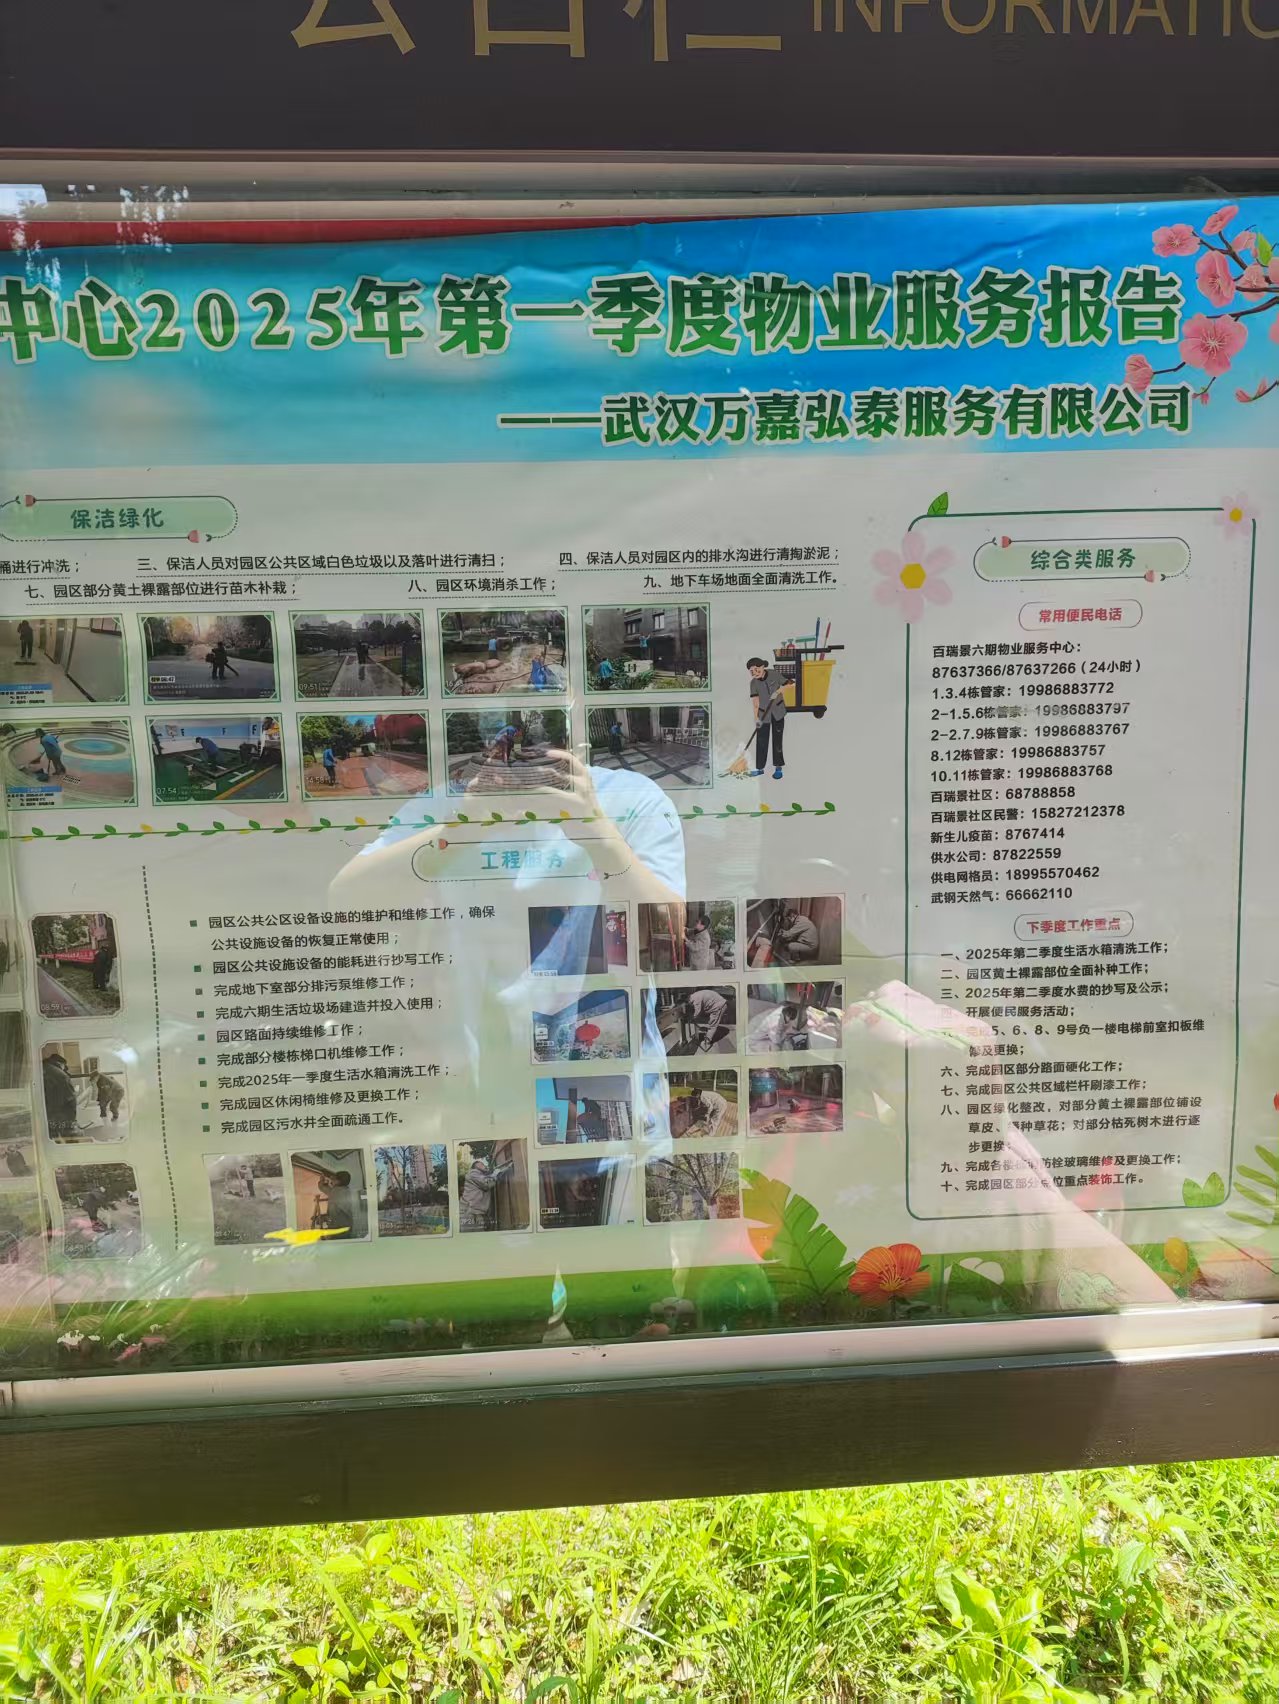 公告栏 INFORMATIO
中心2025年第一季度物业服务报告
——武汉万嘉弘泰服务有限公司
保洁绿化
桶进行冲洗；
三、保洁人员对园区公共区域白色垃圾以及落叶进行清扫；
四、保洁人员对园区内的排水沟进行清掏淤泥；
七、园区部分黄土裸露部位进行苗木补栽；
八、园区环境消杀工作；
九、地下车场地面全面清洗工作。
工程服务
园区公共公区设备设施的维护和维修工作，确保
公共设施设备的恢复正常使用；
园区公共设施设备的能耗进行抄写工作；
完成地下室部分排污泵维修工作；
完成六期生活垃圾场建造并投入使用；
园区路面持续维修工作；
完成部分楼栋梯口机维修工作；
完成2025年一季度生活水箱清洗工作；
完成园区休闲椅维修及更换工作；
完成园区污水井全面疏通工作。
综合类服务
常用便民电话
百瑞景六期物业服务中心：
87637366/87637266（24小时）
1.3.4栋管家：19986883772
2-1.5.6栋管家：19986883797
2-2.7.9栋管家：19986883767
8.12栋管家：19986883757
10.11栋管家：19986883768
百瑞景社区：68788858
百瑞景社区民警：15827212378
新生儿疫苗：8767414
供水公司：87822559
供电网格员：18995570462
武钢天然气：66662110
下季度工作重点
一、2025年第二季度生活水箱清洗工作；
二、园区黄土裸露部位全面补种工作；
三、2025年第二季度水费的抄写及公示；
开展便民服务活动；
5、6、8、9号负一楼电梯前室扣板维
修及更换；
六、完成园区部分路面硬化工作；
七、完成园区公共区域栏杆刷漆工作；
八、园区绿化整改，对部分黄土裸露部位铺设
草皮、播种草花；对部分枯死树木进行逐
步更换
九、完成各 防栓玻璃维修及更换工作；
十、完成园区部分 位重点装饰工作。